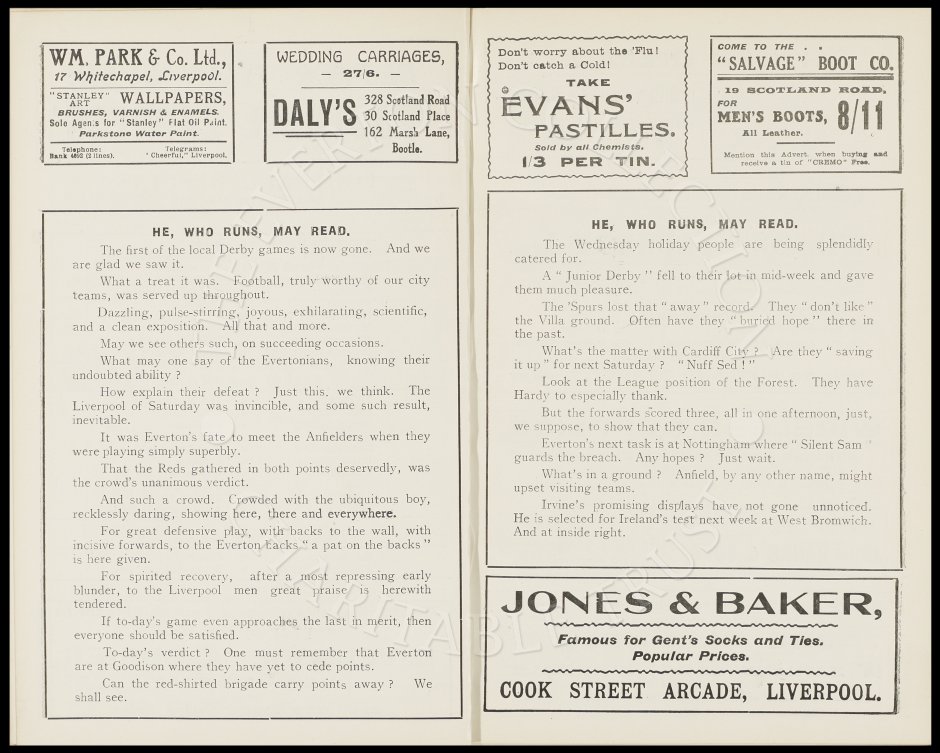 WM. PARK & Co. Ltd.,
17 Whitechapel, Liverpool.
"STANLEY" ART WALLPAPERS,
BRUSHES, VARNISH & ENAMELS.
Sole Agents for "Stanley" Flat Oil Paint.
Parkstone Water Paint.
Telephone: Telegrams:
Bank 4652 (2 lines). "Cheerful," Liverpool.
WEDDING CARRIAGES,
— 27/6. —
DALY'S
328 Scotland Road
30 Scotland Place
162 Marsh Lane,
Bootle.
HE, WHO RUNS, MAY READ.
The first of the local Derby games is now gone. And we
are glad we saw it.
What a treat it was. Football, truly worthy of our city
teams, was served up throughout.
Dazzling, pulse-stirring, joyous, exhilarating, scientific,
and a clean exposition. All that and more.
May we see others such, on succeeding occasions.
What may one say of the Evertonians, knowing their
undoubted ability ?
How explain their defeat ? Just this. we think. The
Liverpool of Saturday was invincible, and some such result,
inevitable.
It was Everton's fate to meet the Anfielders when they
were playing simply superbly.
That the Reds gathered in both points deservedly, was
the crowd's unanimous verdict.
And such a crowd. Crowded with the ubiquitous boy,
recklessly daring, showing here, there and everywhere.
For great defensive play, with backs to the wall, with
incisive forwards, to the Everton backs " a pat on the backs "
is here given.
For spirited recovery, after a most repressing early
blunder, to the Liverpool men great praise is herewith
tendered.
If to-day's game even approaches the last in merit, then
everyone should be satisfied.
To-day's verdict ? One must remember that Everton
are at Goodison where they have yet to cede points.
Can the red-shirted brigade carry points away ? We
shall see.
Don't worry about the 'Flu!
Don't catch a Cold!
TAKE
EVANS'
PASTILLES.
Sold by all Chemists.
1/3 PER TIN.
COME TO THE . .
"SALVAGE" BOOT CO.
19 SCOTLAND ROAD,
FOR
MEN'S BOOTS, 8/11
All Leather.
Mention this Advert. when buying and
receive a tin of "CREMO" Free.
HE, WHO RUNS, MAY READ.
The Wednesday holiday people are being splendidly
catered for.
A " Junior Derby " fell to their lot in mid-week and gave
them much pleasure.
The 'Spurs lost that " away " record. They " don't like "
the Villa ground. Often have they " buried hope " there in
the past.
What's the matter with Cardiff City ? Are they " saving
it up " for next Saturday ? " Nuff Sed ! "
Look at the League position of the Forest. They have
Hardy to especially thank.
But the forwards scored three, all in one afternoon, just,
we suppose, to show that they can.
Everton's next task is at Nottingham where " Silent Sam '
guards the breach. Any hopes ? Just wait.
What's in a ground ? Anfield, by any other name, might
upset visiting teams.
Irvine's promising displays have not gone unnoticed.
He is selected for Ireland's test next week at West Bromwich.
And at inside right.
JONES & BAKER,
Famous for Gent's Socks and Ties.
Popular Prices.
COOK STREET ARCADE, LIVERPOOL.